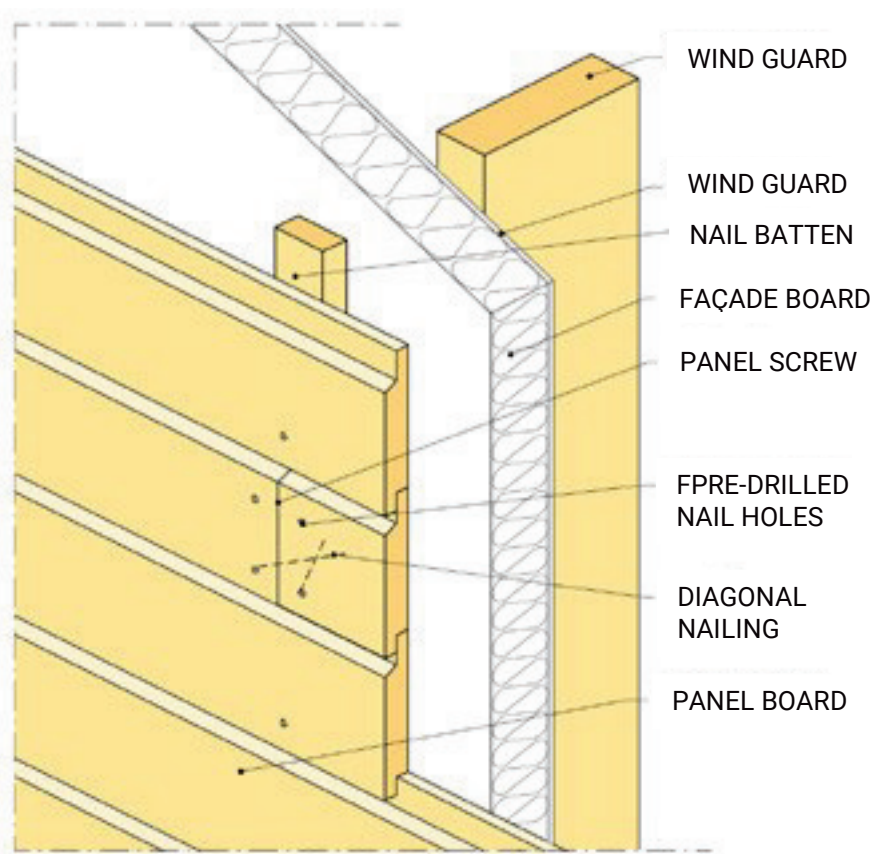 WIND GUARD
WIND GUARD
NAIL BATTEN
FAÇADE BOARD
PANEL SCREW
FPRE-DRILLED
NAIL HOLES
DIAGONAL
NAILING
PANEL BOARD